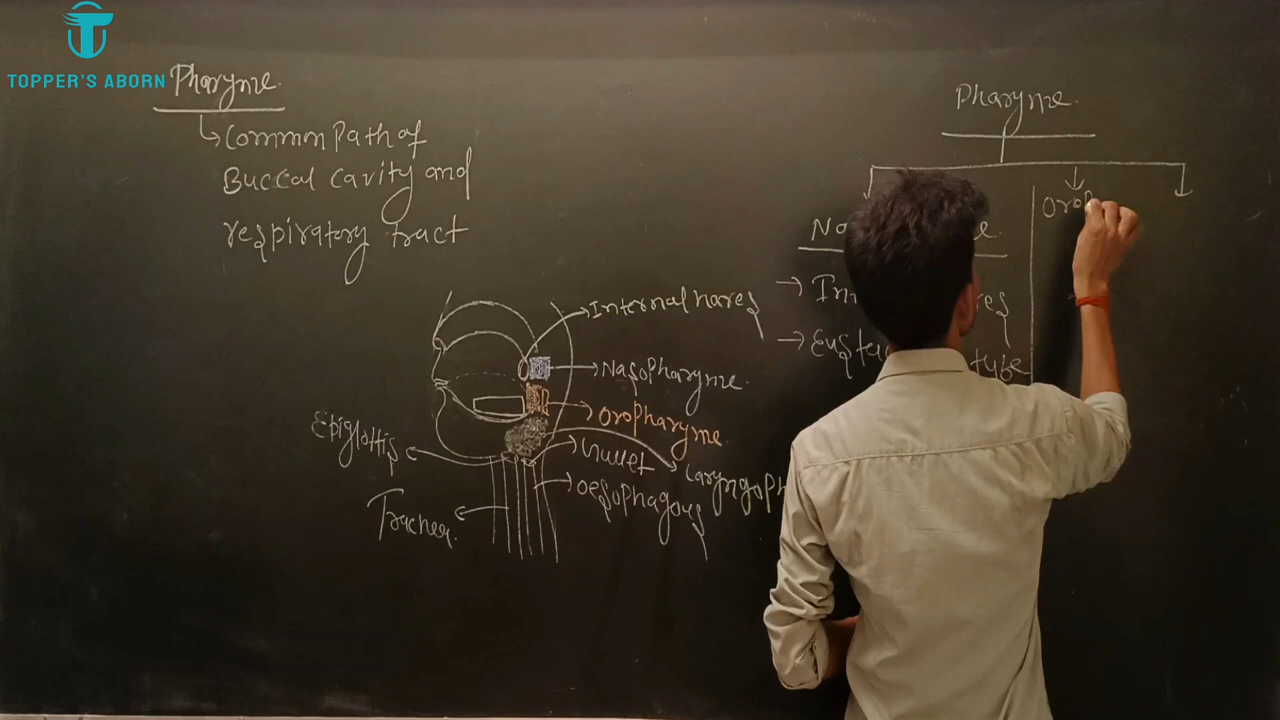 TOPPER'S ABORN
Pharynx
Common Path of
Buccal cavity and
respiratory tract
Internal nares
Nasopharynx
Oropharynx
Epiglottis
Gullet
Trachea
Oesophagous
Pharynx